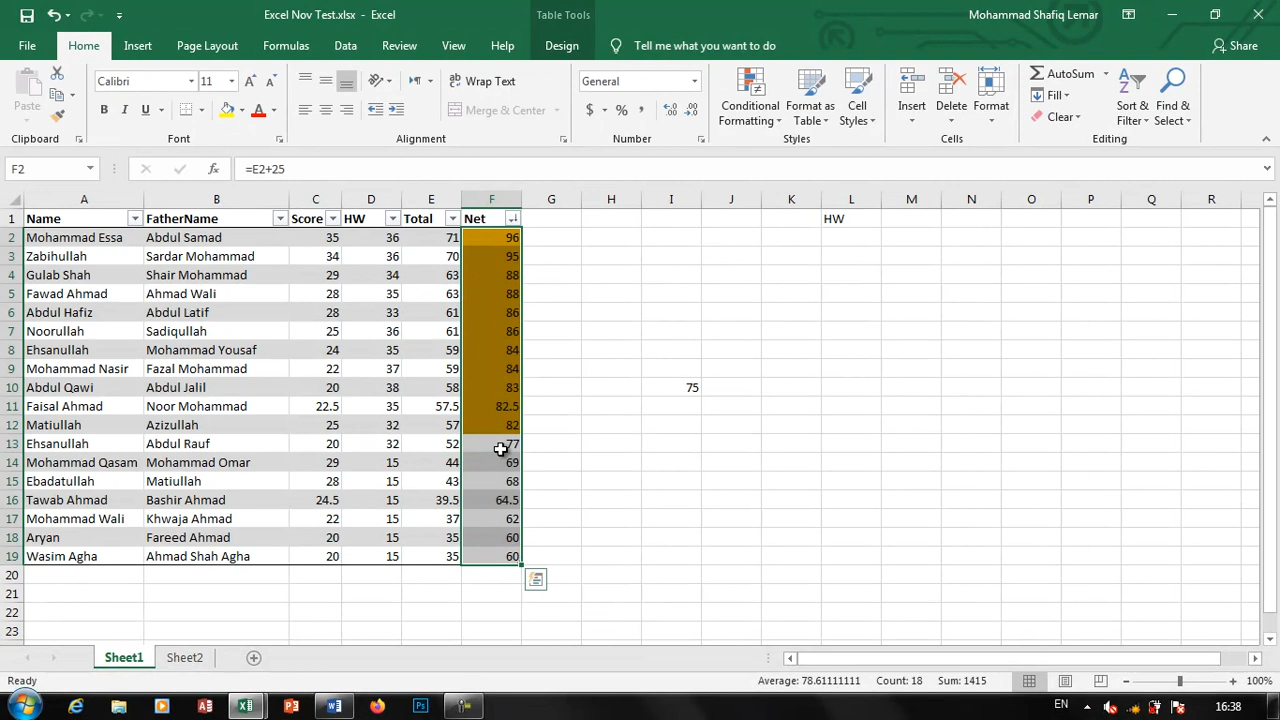 Excel Nov Test.xlsx - Excel
Table Tools
Mohammad Shafiq Lemar
File Home Insert Page Layout Formulas Data Review View Help Design Tell me what you want to do Share
Calibri 11 Wrap Text General AutoSum
Paste B I U Merge & Center $ % Conditional Formatting Format as Table Cell Styles Insert Delete Format Fill Clear Sort & Filter Find & Select
Clipboard Font Alignment Number Styles Cells Editing
F2 fx =E2+25
A B C D E F G H I J K L M N O P Q R
1 Name FatherName Score HW Total Net HW
2 Mohammad Essa Abdul Samad 35 36 71 96
3 Zabihullah Sardar Mohammad 34 36 70 95
4 Gulab Shah Shair Mohammad 29 34 63 88
5 Fawad Ahmad Ahmad Wali 28 35 63 88
6 Abdul Hafiz Abdul Latif 28 33 61 86
7 Noorullah Sadiqullah 25 36 61 86
8 Ehsanullah Mohammad Yousaf 24 35 59 84
9 Mohammad Nasir Fazal Mohammad 22 37 59 84
10 Abdul Qawi Abdul Jalil 20 38 58 83 75
11 Faisal Ahmad Noor Mohammad 22.5 35 57.5 82.5
12 Matiullah Azizullah 25 32 57 82
13 Ehsanullah Abdul Rauf 20 32 52 77
14 Mohammad Qasam Mohammad Omar 29 15 44 69
15 Ebadatullah Matiullah 28 15 43 68
16 Tawab Ahmad Bashir Ahmad 24.5 15 39.5 64.5
17 Mohammad Wali Khwaja Ahmad 22 15 37 62
18 Aryan Fareed Ahmad 20 15 35 60
19 Wasim Agha Ahmad Shah Agha 20 15 35 60
20
21
22
23
Sheet1 Sheet2
Ready Average: 78.61111111 Count: 18 Sum: 1415 100%
EN 16:38